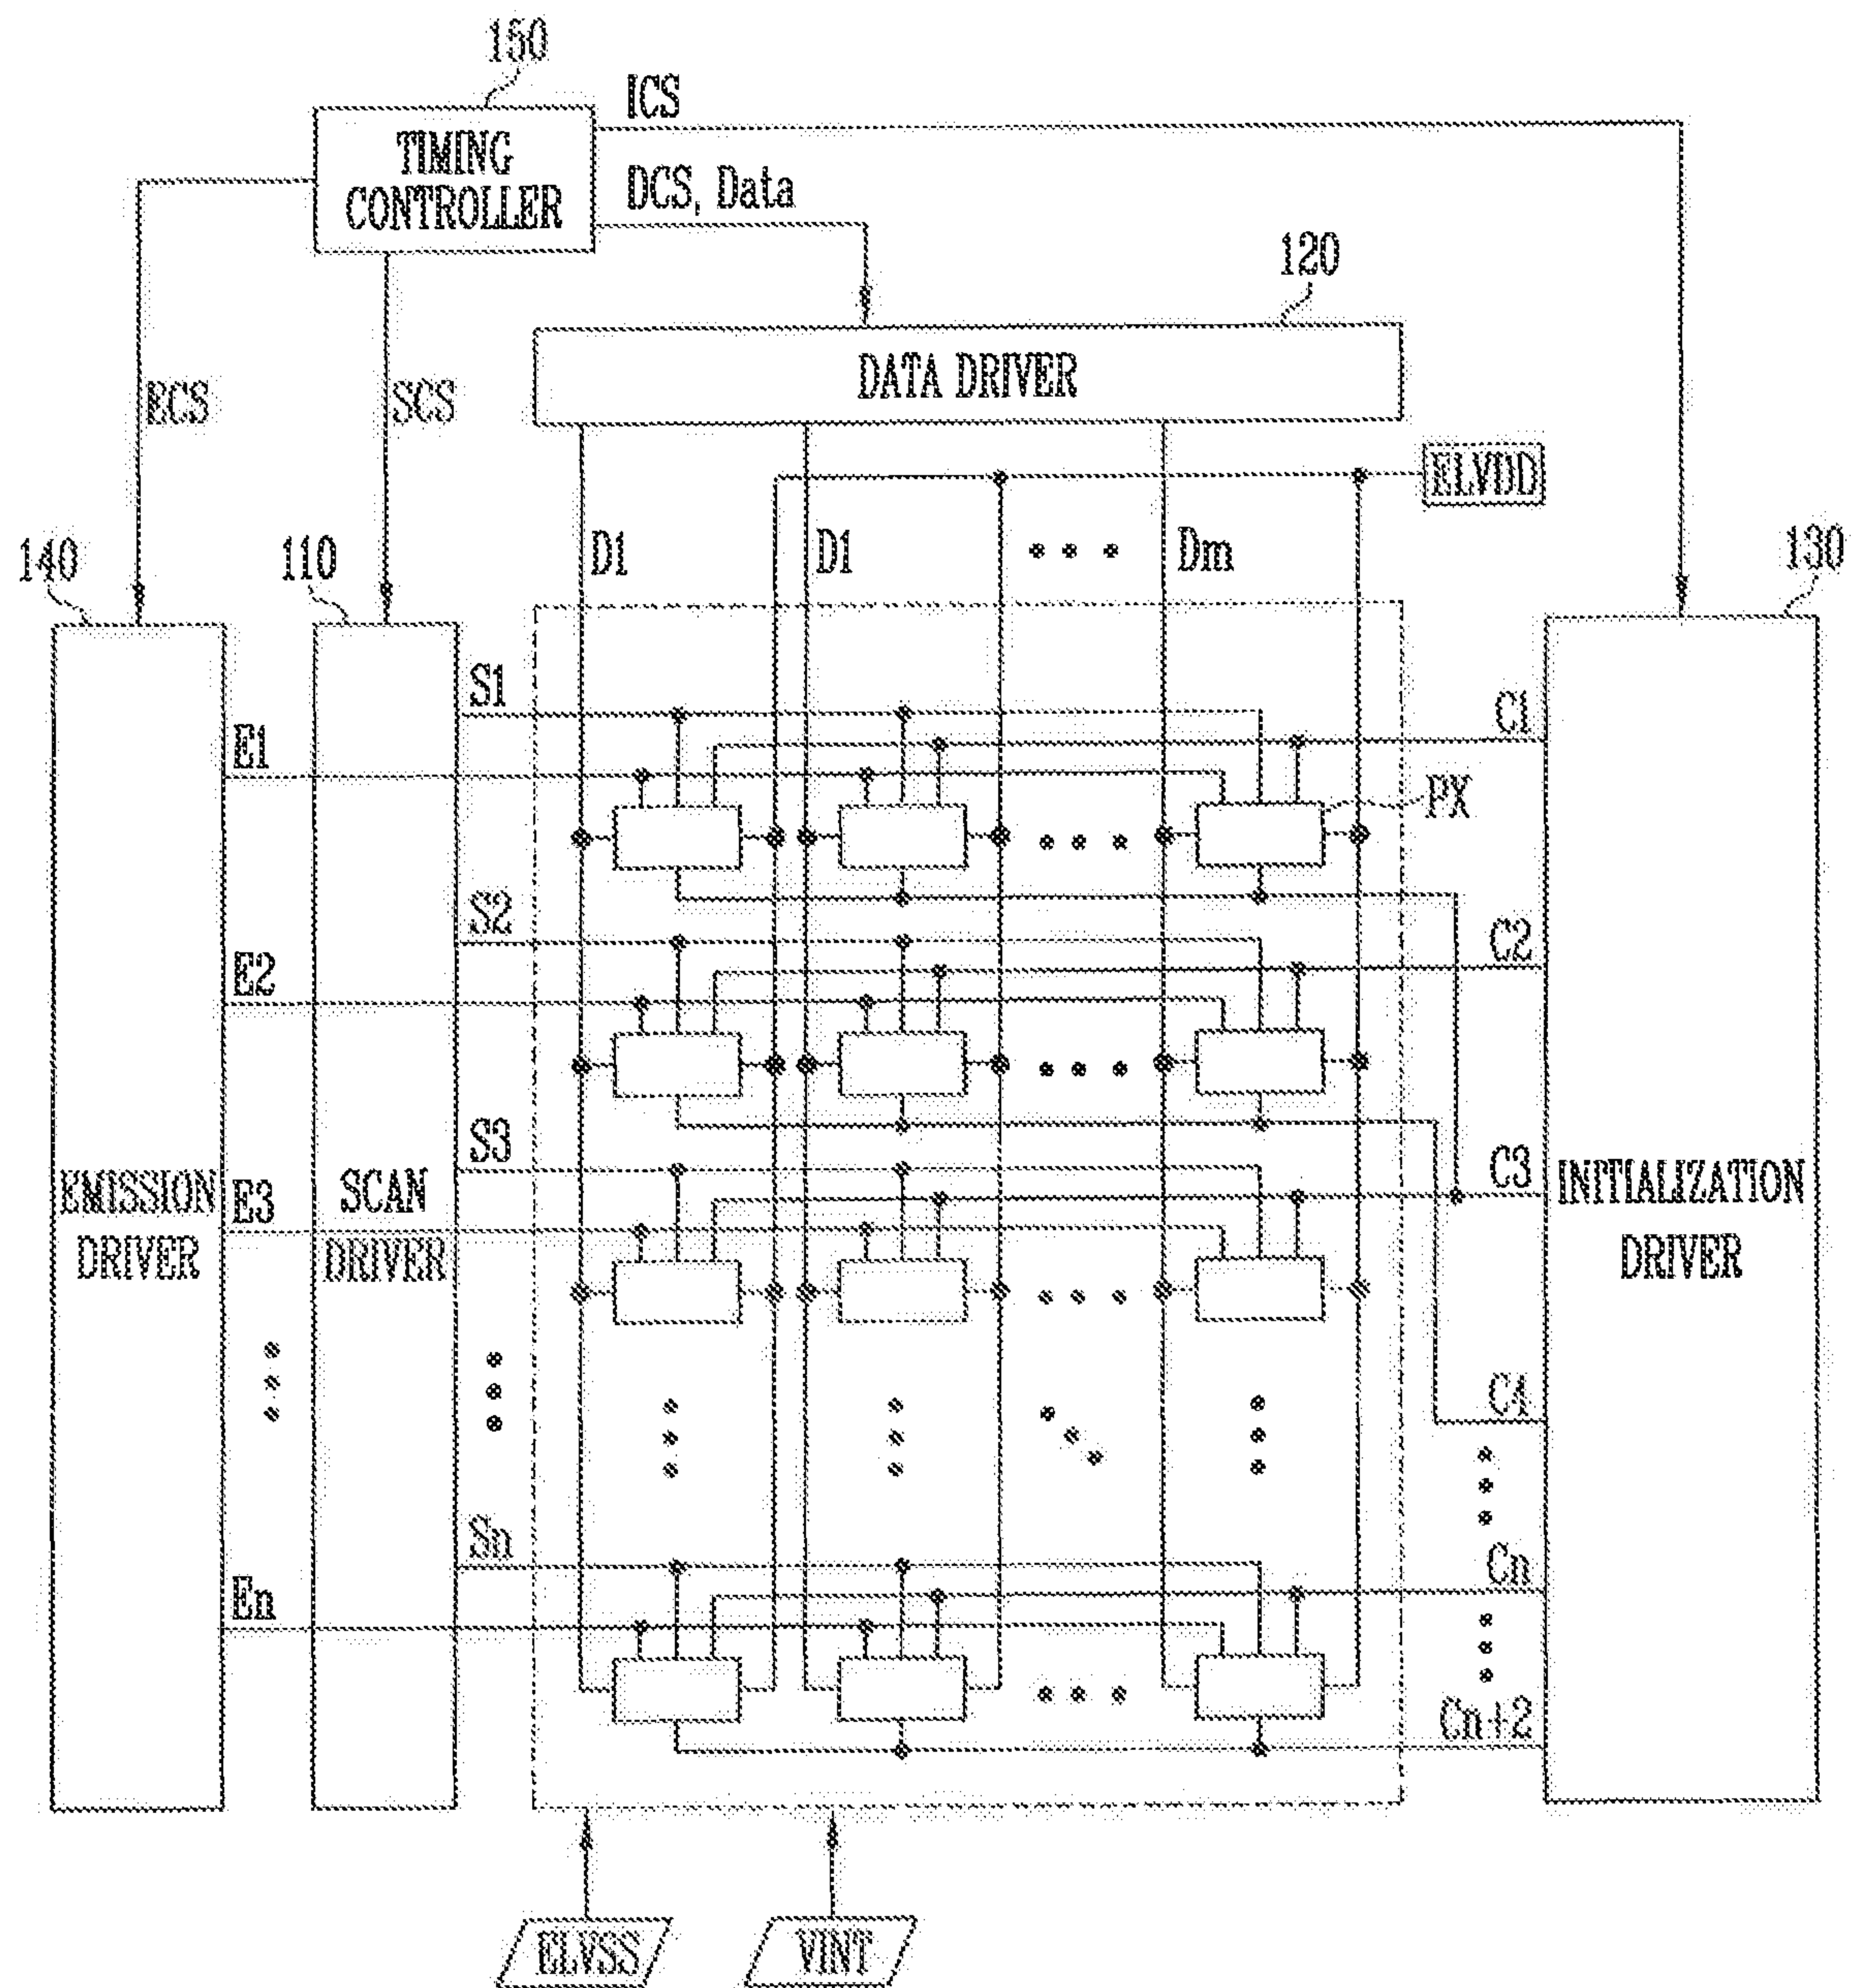 150
ICS
TIMING
CONTROLLER
DCS, Data
120
DATA DRIVER
ECS
SCS
ELVDD
140
110
D1
D1
Dm
130
S1
C1
E1
PX
S2
C2
E2
S3
C3
E3
EMISSION
DRIVER
SCAN
DRIVER
INITIALIZATION
DRIVER
C4
Sn
Cn
En
Cn+2
ELVSS
VINT